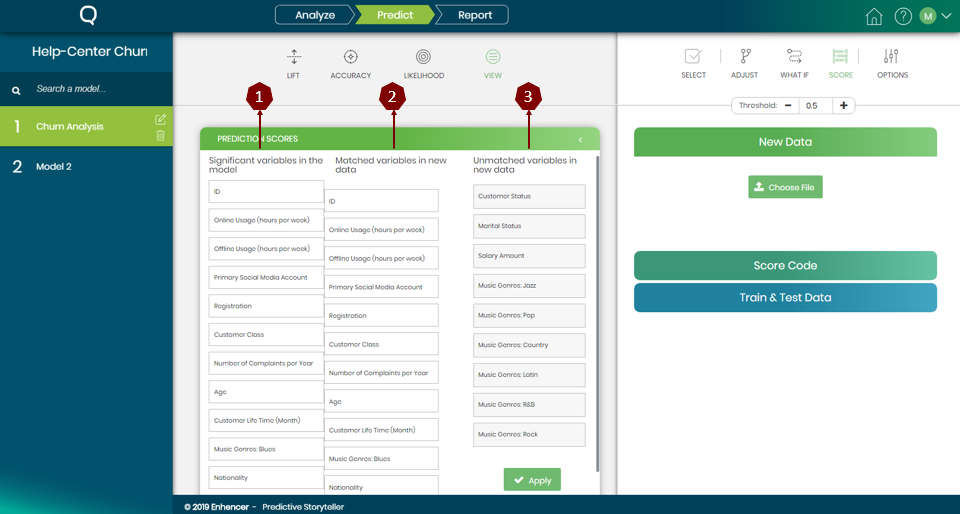 Q
Analyze
Predict
Report
M
Help-Center Churn
Search a model...
1
Churn Analysis
2
Model 2
LIFT
ACCURACY
LIKELIHOOD
VIEW
1
2
3
PREDICTION SCORES
Significant variables in the
model
ID
Online Usage (hours per week)
Offline Usage (hours per week)
Primary Social Media Account
Registration
Customer Class
Number of Complaints per Year
Age
Customer Life Time (Month)
Music Genres: Blues
Nationality
Matched variables in new
data
ID
Online Usage (hours per week)
Offline Usage (hours per week)
Primary Social Media Account
Registration
Customer Class
Number of Complaints per Year
Age
Customer Life Time (Month)
Music Genres: Blues
Nationality
Unmatched variables in
new data
Customer Status
Marital Status
Salary Amount
Music Genres: Jazz
Music Genres: Pop
Music Genres: Country
Music Genres: Latin
Music Genres: R&B
Music Genres: Rock
Apply
SELECT
ADJUST
WHAT IF
SCORE
OPTIONS
Threshold: − 0.5 +
New Data
Choose File
Score Code
Train & Test Data
© 2019 Enhencer - Predictive Storyteller